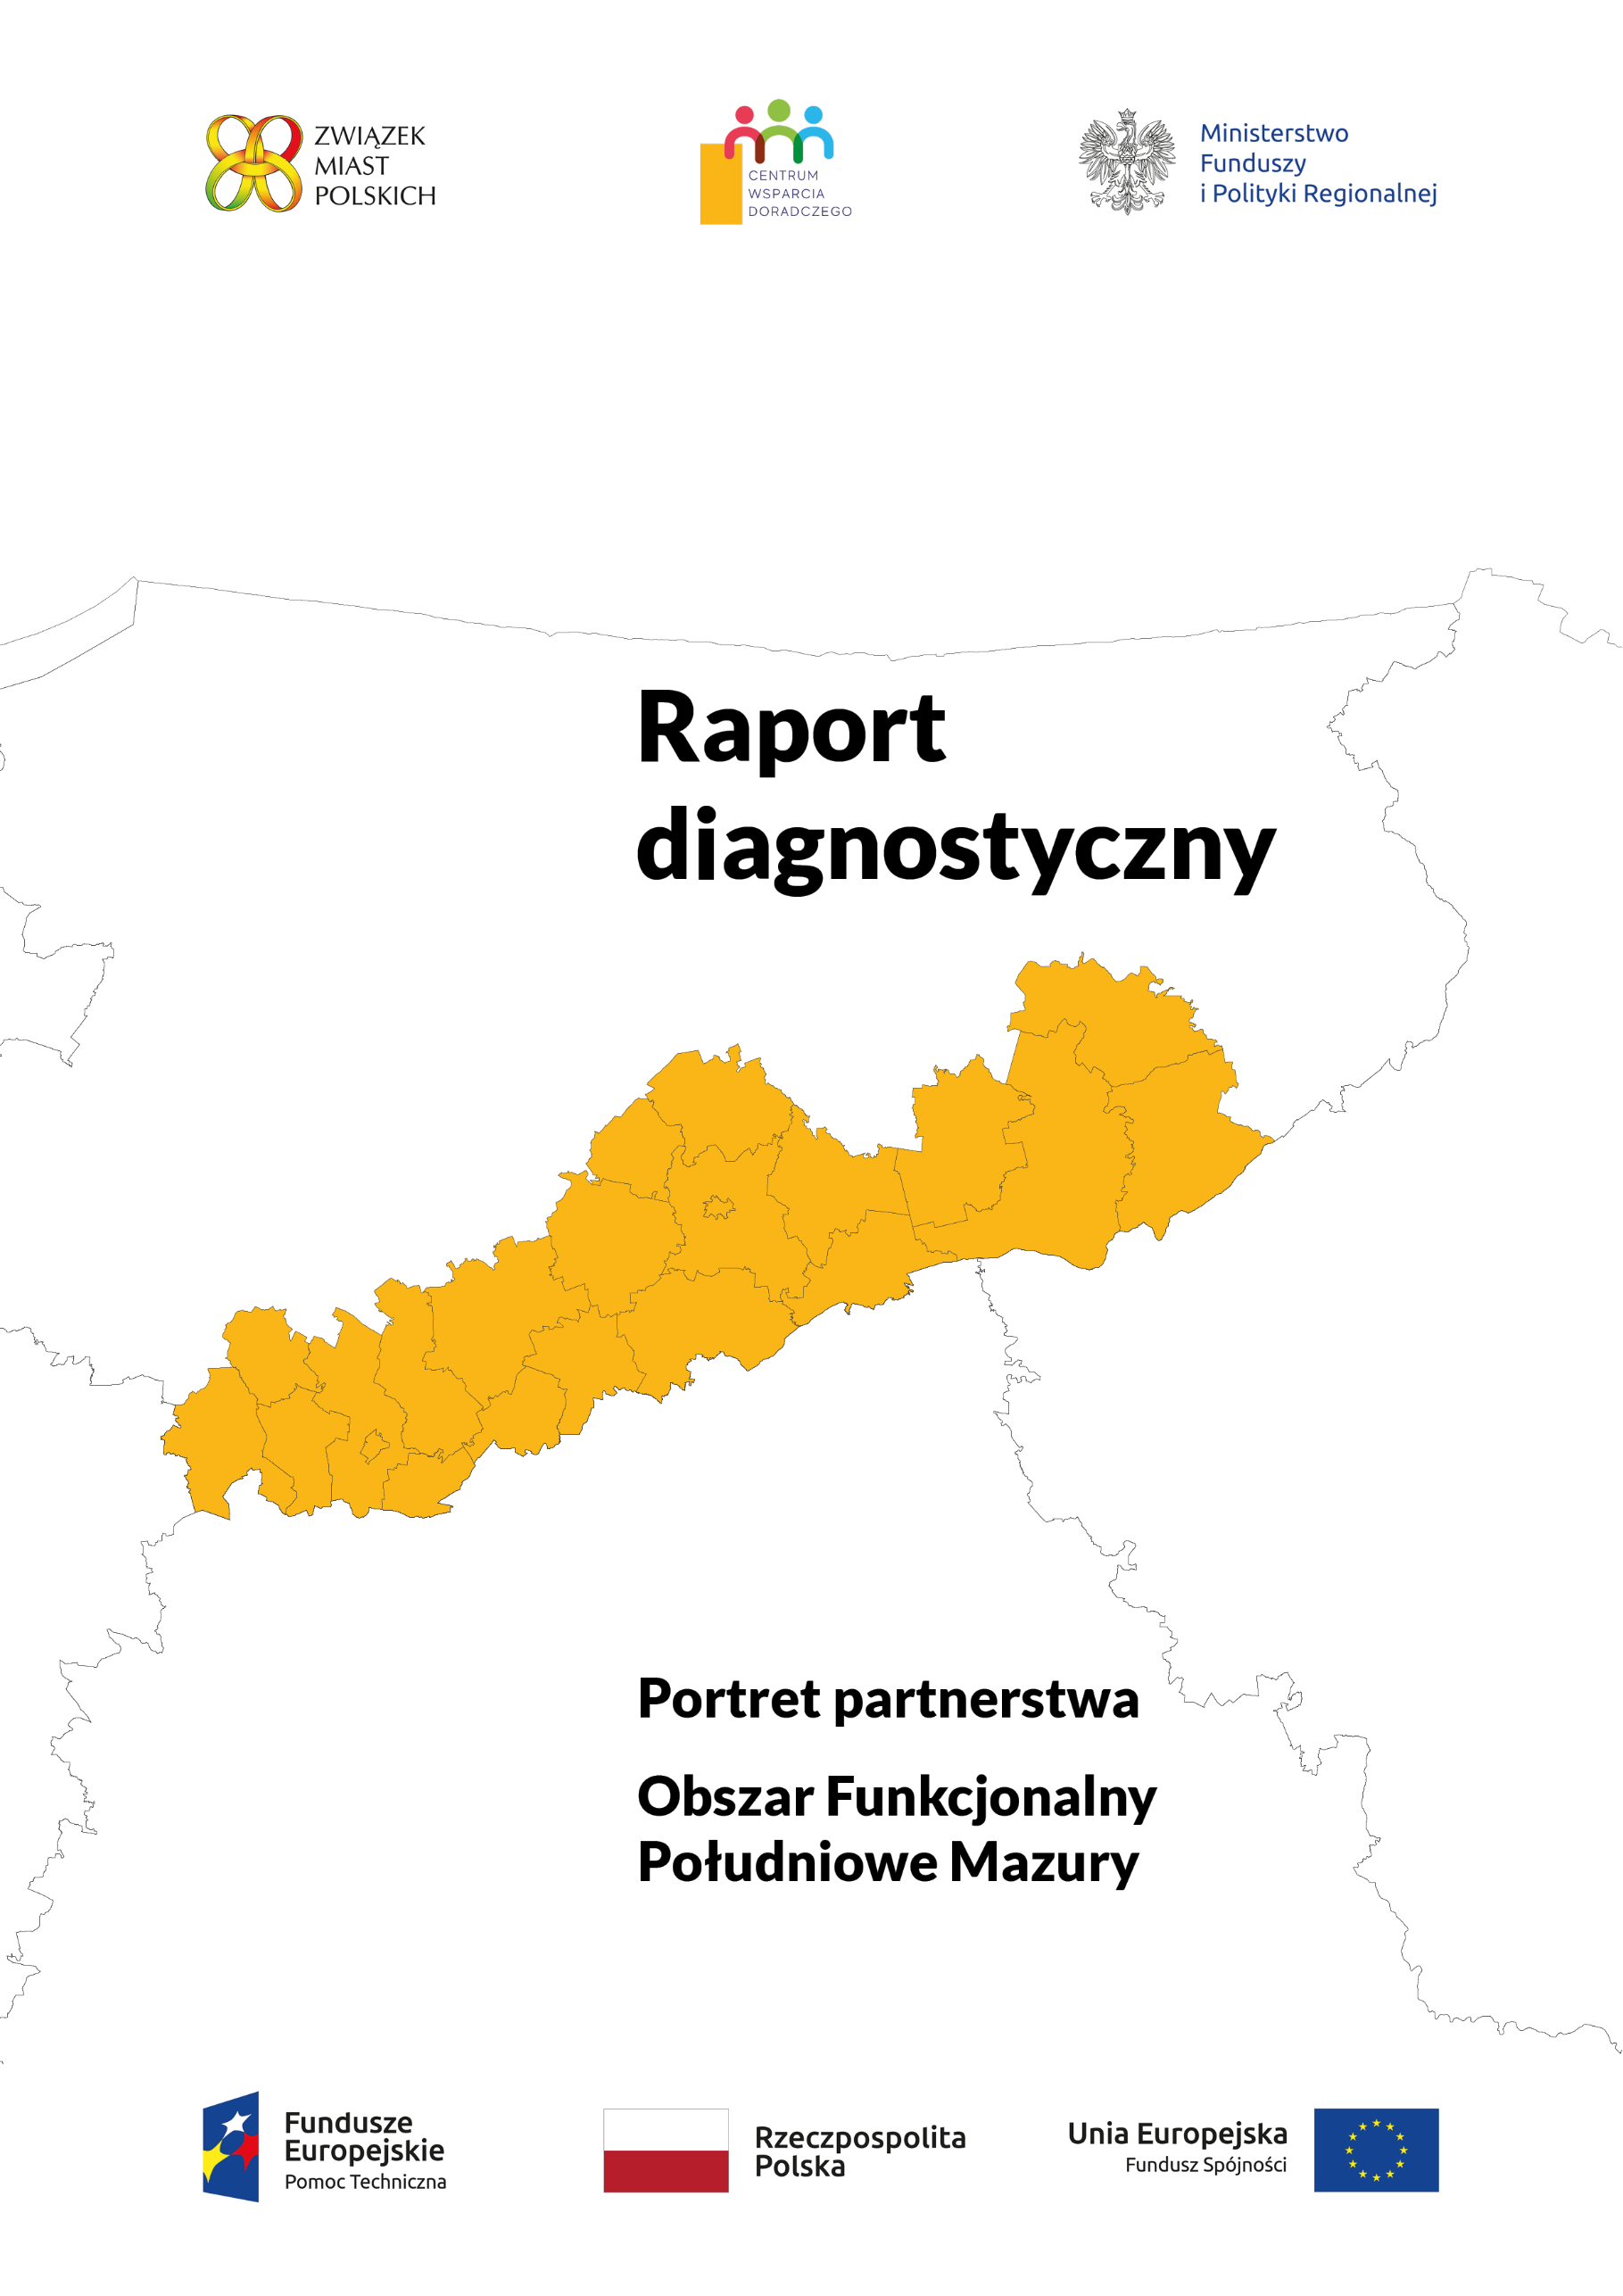 ZWIĄZEK
MIAST
POLSKICH
CENTRUM
WSPARCIA
DORADCZEGO
Ministerstwo
Funduszy
i Polityki Regionalnej
Raport
diagnostyczny
Portret partnerstwa
Obszar Funkcjonalny
Południowe Mazury
Fundusze
Europejskie
Pomoc Techniczna
Rzeczpospolita
Polska
Unia Europejska
Fundusz Spójności